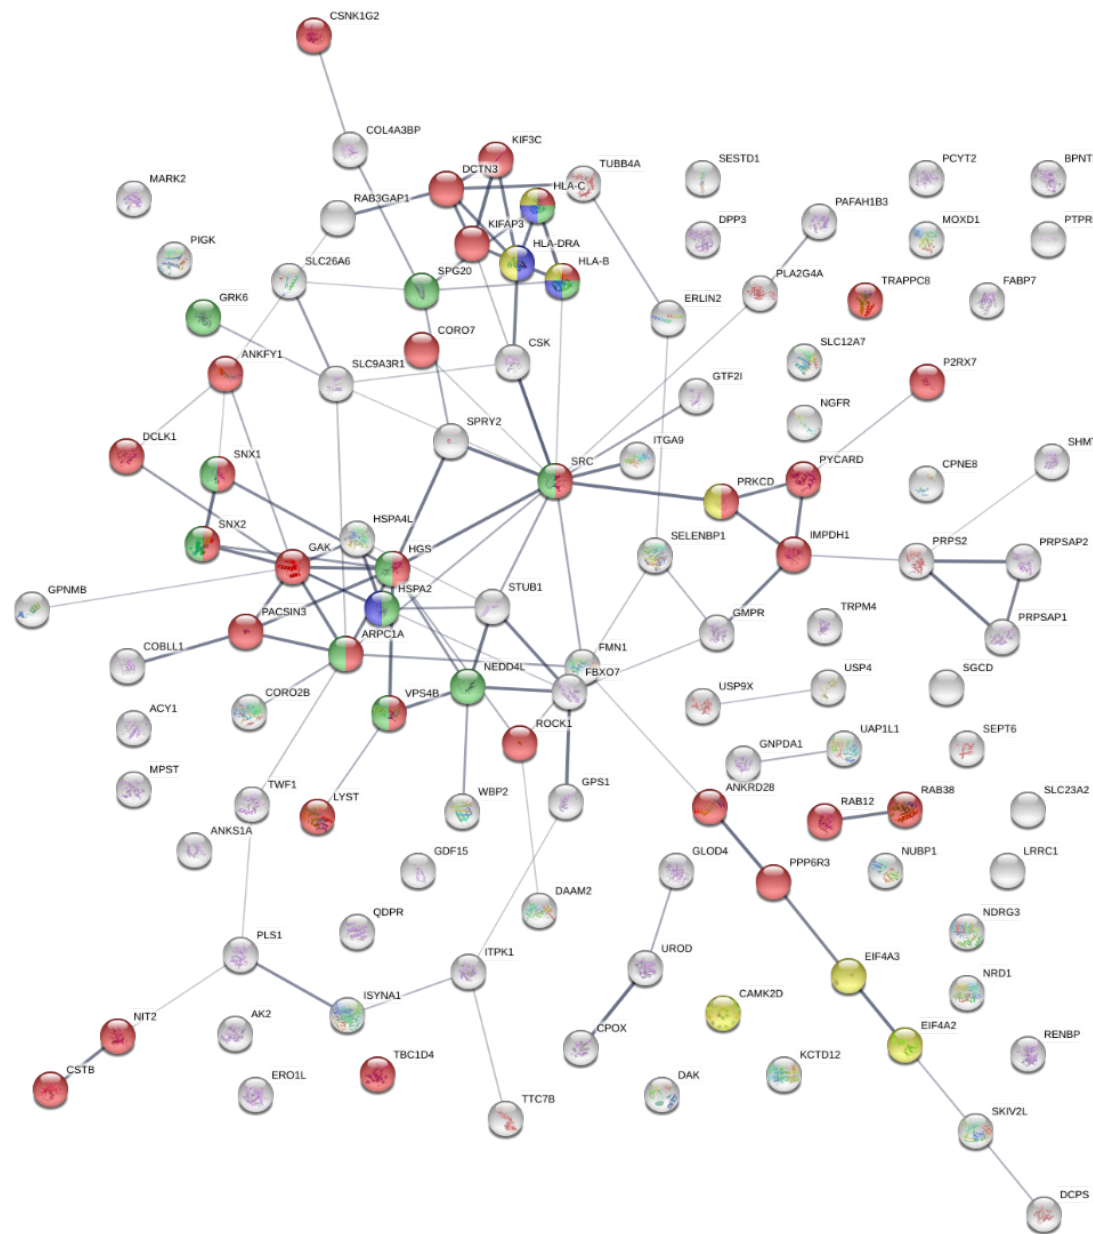 CSNK1G2
COL4A3BP
KIF3C
DCTN3
TUBB4A
SESTD1
PCYT2
BPNT
MARK2
RAB3GAP1
HLA-C
PAFAH1B3
KIFAP3
DPP3
MOXD1
PTPR
PIGK
HLA-DRA
SLC26A6
SPG20
HLA-B
PLA2G4A
TRAPPC8
FABP7
GRK6
ERLIN2
CORO7
ANKFY1
SLC9A3R1
CSK
SLC12A7
P2RX7
GTF2I
SPRY2
NGFR
DCLK1
ITGA9
SHMT
SNX1
SRC
PYCARD
CPNE8
PRKCD
HSPA4L
SNX2
GAK
HGS
SELENBP1
IMPDH1
PRPS2
PRPSAP2
HSPA2
GPNMB
PACSIN3
STUB1
GMPR
TRPM4
PRPSAP1
ARPC1A
COBLL1
FMN1
NEDD4L
FBXO7
USP4
SGCD
CORO2B
VPS4B
USP9X
ACY1
ROCK1
UAP1L1
SEPT6
GNPDA1
MPST
TWF1
LYST
WBP2
GPS1
ANKRD28
RAB12
RAB38
SLC23A2
ANKS1A
GDF15
GLOD4
NUBP1
LRRC1
PPP6R3
DAAM2
QDPR
NDRG3
PLS1
ITPK1
UROD
EIF4A3
NRD1
ISYNA1
CAMK2D
NIT2
AK2
CPOX
EIF4A2
RENBP
CSTB
TBC1D4
ERO1L
DAK
KCTD12
TTC7B
SKIV2L
DCPS